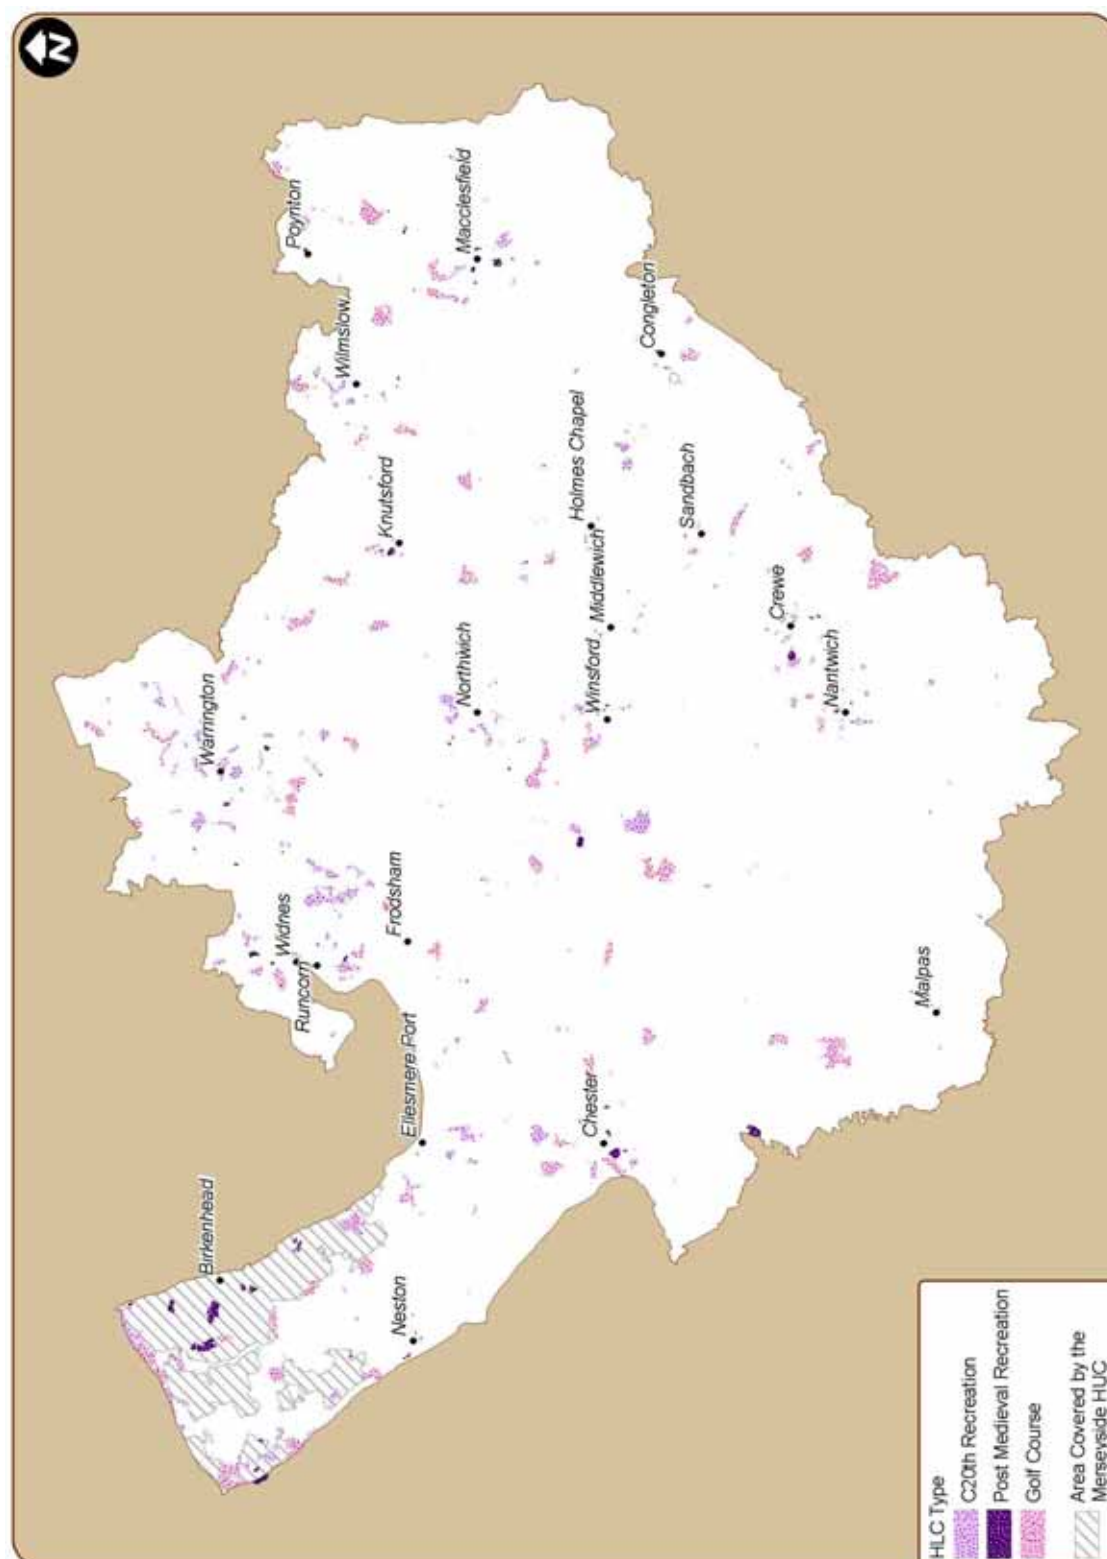 N
Poynton
Wilmslow
Macclesfield
Congleton
Knutsford
Holmes Chapel
Sandbach
Warrington
Northwich
Middlewich
Winsford
Crewe
Nantwich
Widnes
Runcorn
Frodsham
Malpas
Ellesmere Port
Chester
Birkenhead
Neston
HLC Type
C20th Recreation
Post Medieval Recreation
Golf Course
Area Covered by the
Merseyside HUC